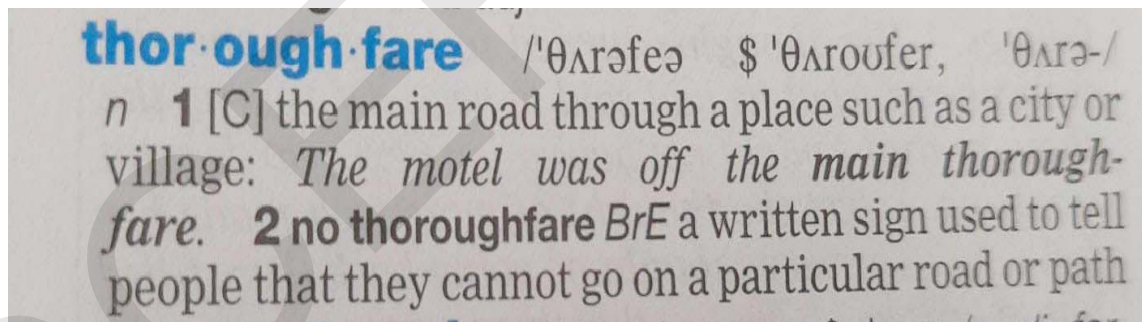 thor·ough·fare /ˈθʌrəfeə $ ˈθʌroʊfer, ˈθʌrə-/
n 1 [C] the main road through a place such as a city or
village: The motel was off the main thorough-
fare. 2 no thoroughfare BrE a written sign used to tell
people that they cannot go on a particular road or path